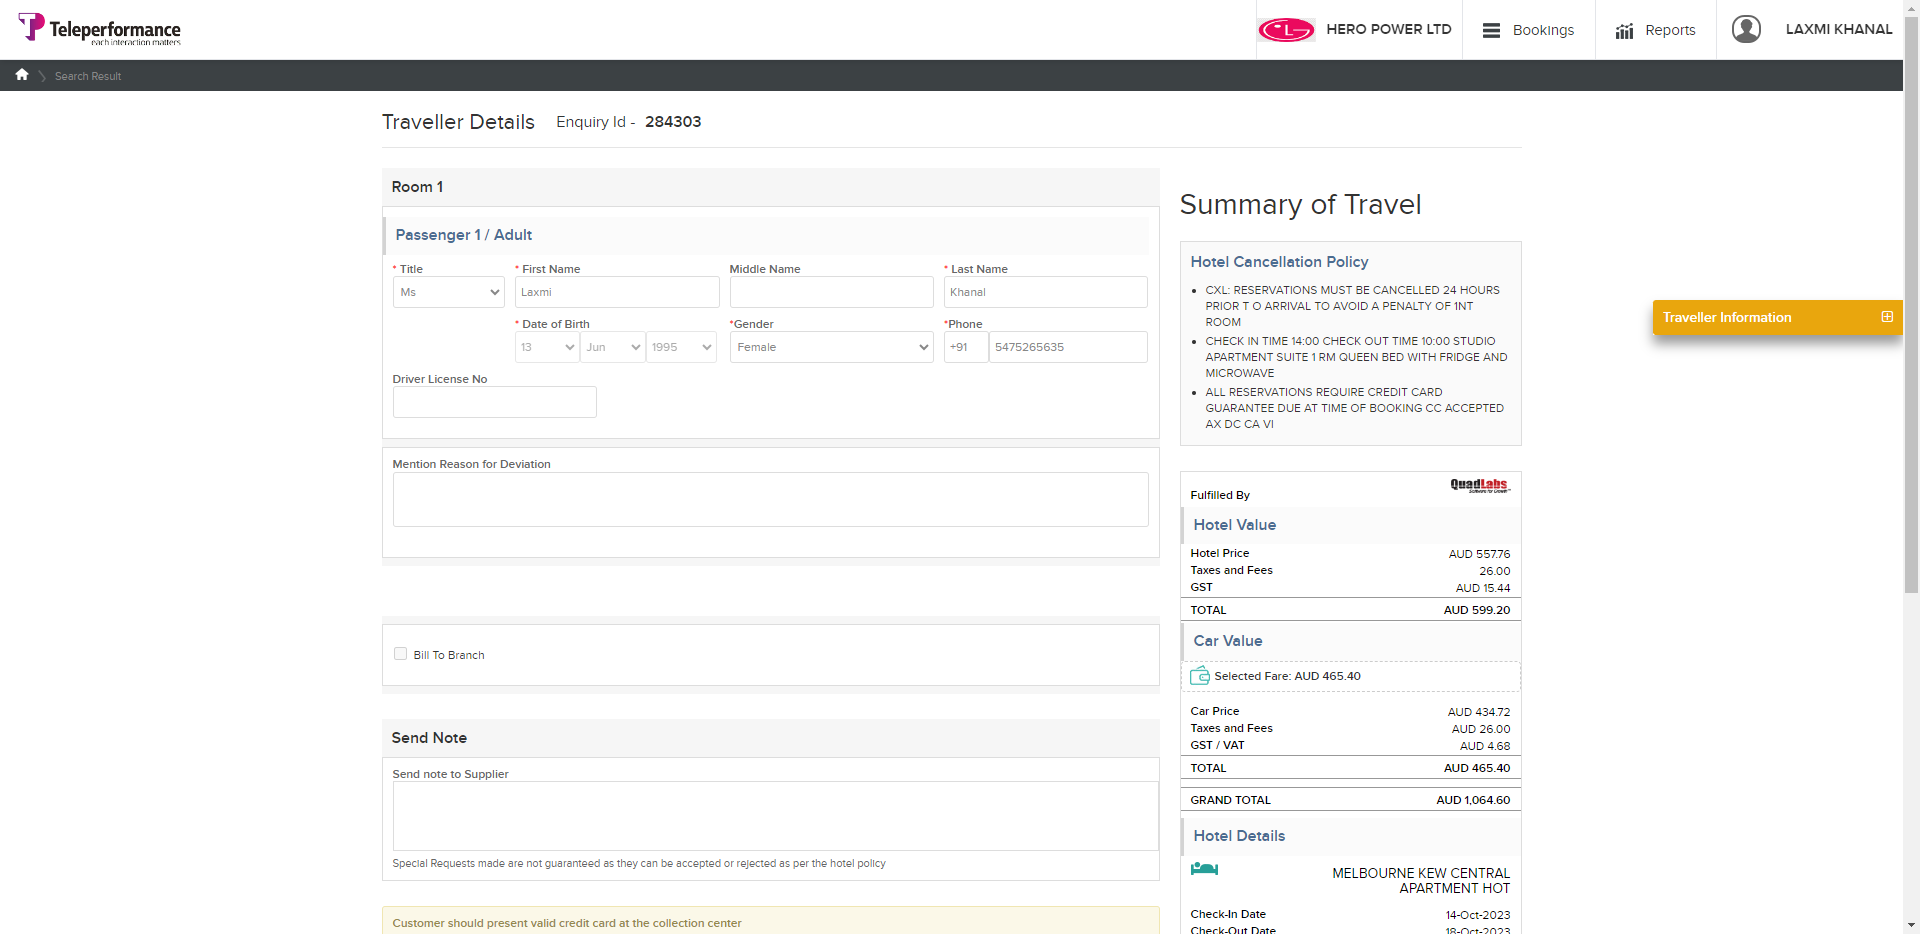 Teleperformance
each interaction matters
HERO POWER LTD
Bookings
Reports
LAXMI KHANAL
Search Result
Traveller Details
Enquiry Id - 284303
Room 1
Passenger 1 / Adult
* Title
* First Name
Middle Name
* Last Name
Ms
Laxmi
Khanal
* Date of Birth
*Gender
*Phone
13
Jun
1995
Female
+91
5475265635
Driver License No
Mention Reason for Deviation
Bill To Branch
Send Note
Send note to Supplier
Special Requests made are not guaranteed as they can be accepted or rejected as per the hotel policy
Customer should present valid credit card at the collection center
Summary of Travel
Hotel Cancellation Policy
• CXL: RESERVATIONS MUST BE CANCELLED 24 HOURS
PRIOR T O ARRIVAL TO AVOID A PENALTY OF 1NT
ROOM
• CHECK IN TIME 14:00 CHECK OUT TIME 10:00 STUDIO
APARTMENT SUITE 1 RM QUEEN BED WITH FRIDGE AND
MICROWAVE
• ALL RESERVATIONS REQUIRE CREDIT CARD
GUARANTEE DUE AT TIME OF BOOKING CC ACCEPTED
AX DC CA VI
Traveller Information
Fulfilled By
QuadLabs
Software for Growth
Hotel Value
Hotel Price AUD 557.76
Taxes and Fees 26.00
GST AUD 15.44
TOTAL AUD 599.20
Car Value
Selected Fare: AUD 465.40
Car Price AUD 434.72
Taxes and Fees AUD 26.00
GST / VAT AUD 4.68
TOTAL AUD 465.40
GRAND TOTAL AUD 1,064.60
Hotel Details
MELBOURNE KEW CENTRAL
APARTMENT HOT
Check-In Date 14-Oct-2023
Check-Out Date 18-Oct-2023